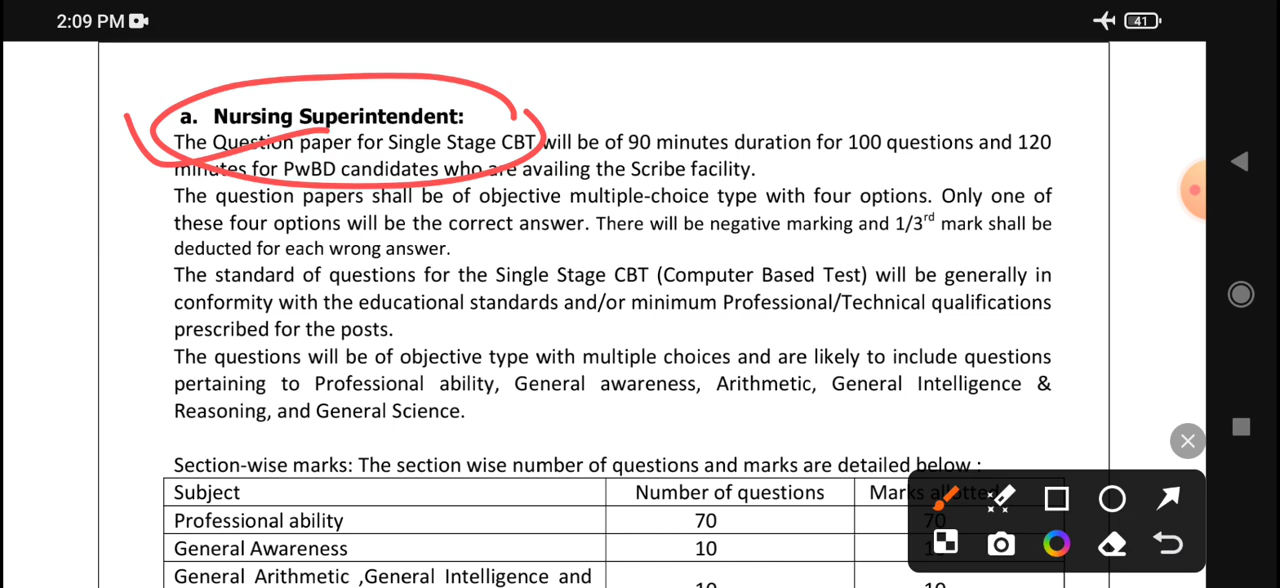 2:09 PM
41
a. Nursing Superintendent:
The Question paper for Single Stage CBT will be of 90 minutes duration for 100 questions and 120
minutes for PwBD candidates who are availing the Scribe facility.
The question papers shall be of objective multiple-choice type with four options. Only one of
these four options will be the correct answer. There will be negative marking and 1/3rd mark shall be
deducted for each wrong answer.
The standard of questions for the Single Stage CBT (Computer Based Test) will be generally in
conformity with the educational standards and/or minimum Professional/Technical qualifications
prescribed for the posts.
The questions will be of objective type with multiple choices and are likely to include questions
pertaining to Professional ability, General awareness, Arithmetic, General Intelligence &
Reasoning, and General Science.
Section-wise marks: The section wise number of questions and marks are detailed below :
Subject Number of questions Marks allotted
Professional ability 70 70
General Awareness 10
General Arithmetic ,General Intelligence and
10 10